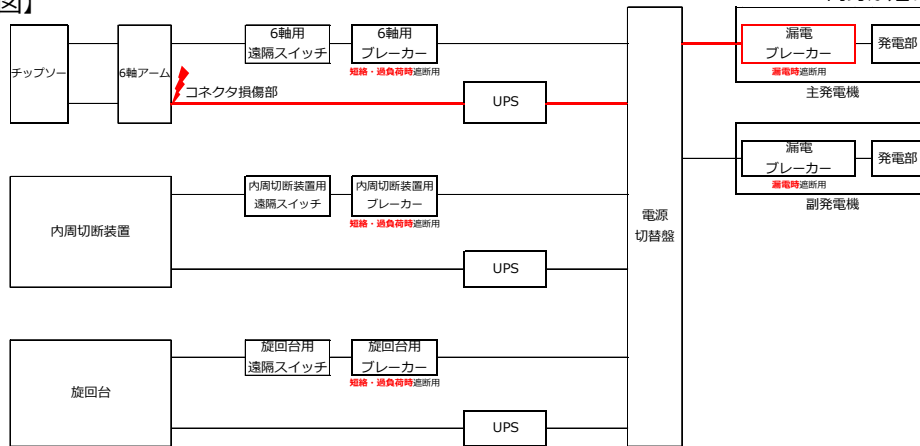 図】
6軸用
遠隔スイッチ
6軸用
ブレーカー
短絡・過負荷時遮断用
チップソー
6軸アーム
コネクタ損傷部
UPS
漏電
ブレーカー
漏電時遮断用
発電部
主発電機
漏電
ブレーカー
漏電時遮断用
発電部
副発電機
電源
切替盤
内周切断装置
内周切断装置用
遠隔スイッチ
内周切断装置用
ブレーカー
短絡・過負荷時遮断用
UPS
旋回台
旋回台用
遠隔スイッチ
旋回台用
ブレーカー
短絡・過負荷時遮断用
UPS